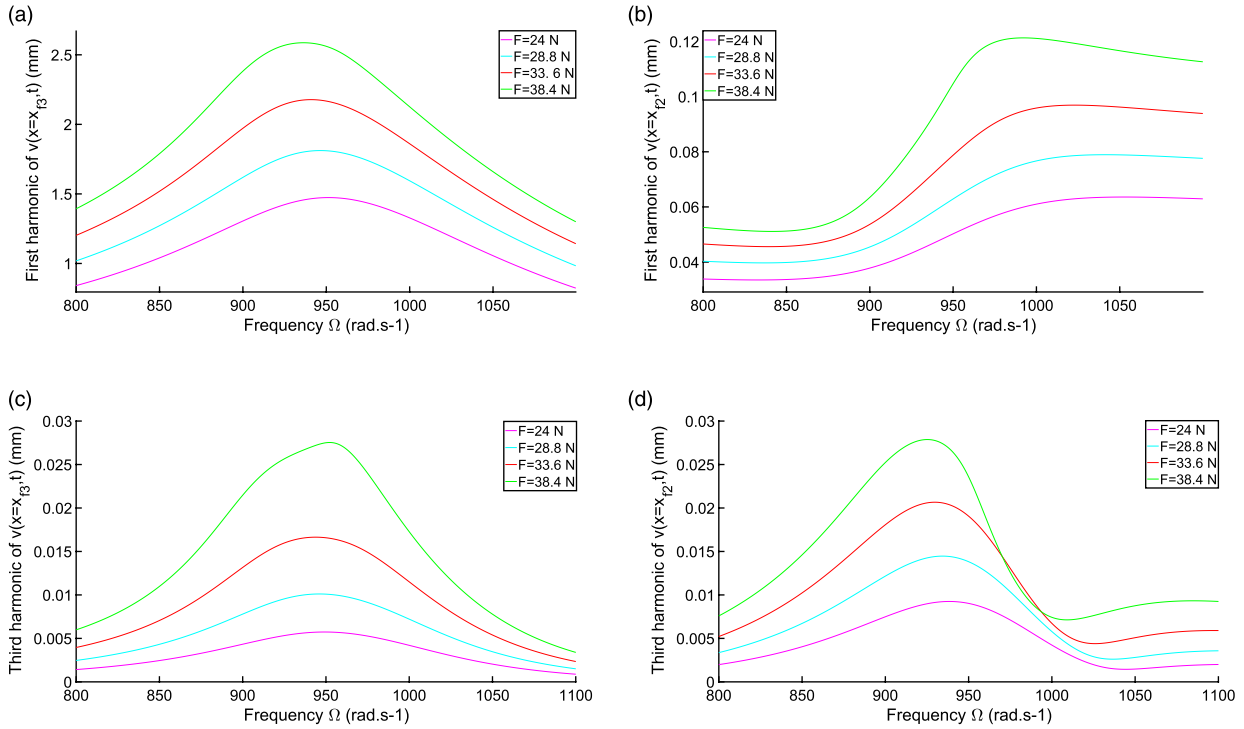 (a)
First harmonic of v(x=x_f3,t) (mm)
2.5
2
1.5
1
800
850
900
950
1000
1050
Frequency Ω (rad.s-1)
F=24 N
F=28.8 N
F=33. 6 N
F=38.4 N
(b)
First harmonic of v(x=x_f2,t) (mm)
0.12
0.1
0.08
0.06
0.04
800
850
900
950
1000
1050
Frequency Ω (rad.s-1)
F=24 N
F=28.8 N
F=33.6 N
F=38.4 N
(c)
Third harmonic of v(x=x_f3,t) (mm)
0.03
0.025
0.02
0.015
0.01
0.005
0
800
850
900
950
1000
1050
1100
Frequency Ω (rad.s-1)
F=24 N
F=28.8 N
F=33.6 N
F=38.4 N
(d)
Third harmonic of v(x=x_f2,t) (mm)
0.03
0.025
0.02
0.015
0.01
0.005
0
800
850
900
950
1000
1050
1100
Frequency Ω (rad.s-1)
F=24 N
F=28.8 N
F=33.6 N
F=38.4 N